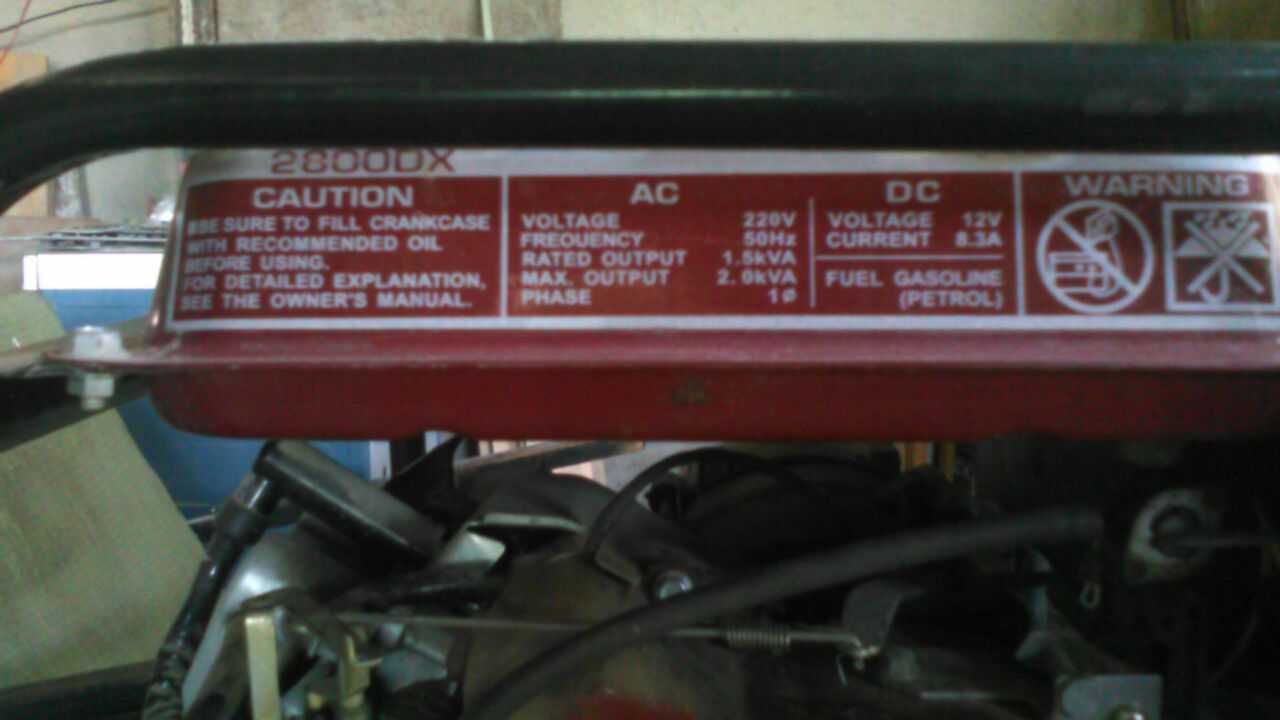 2800DX
CAUTION
BE SURE TO FILL CRANKCASE
WITH RECOMMENDED OIL
BEFORE USING.
FOR DETAILED EXPLANATION,
SEE THE OWNER'S MANUAL.
AC
VOLTAGE 220V
FREQUENCY 50Hz
RATED OUTPUT 1.5kVA
MAX. OUTPUT 2.0kVA
PHASE 1ø
DC
VOLTAGE 12V
CURRENT 8.3A
FUEL GASOLINE
(PETROL)
WARNING